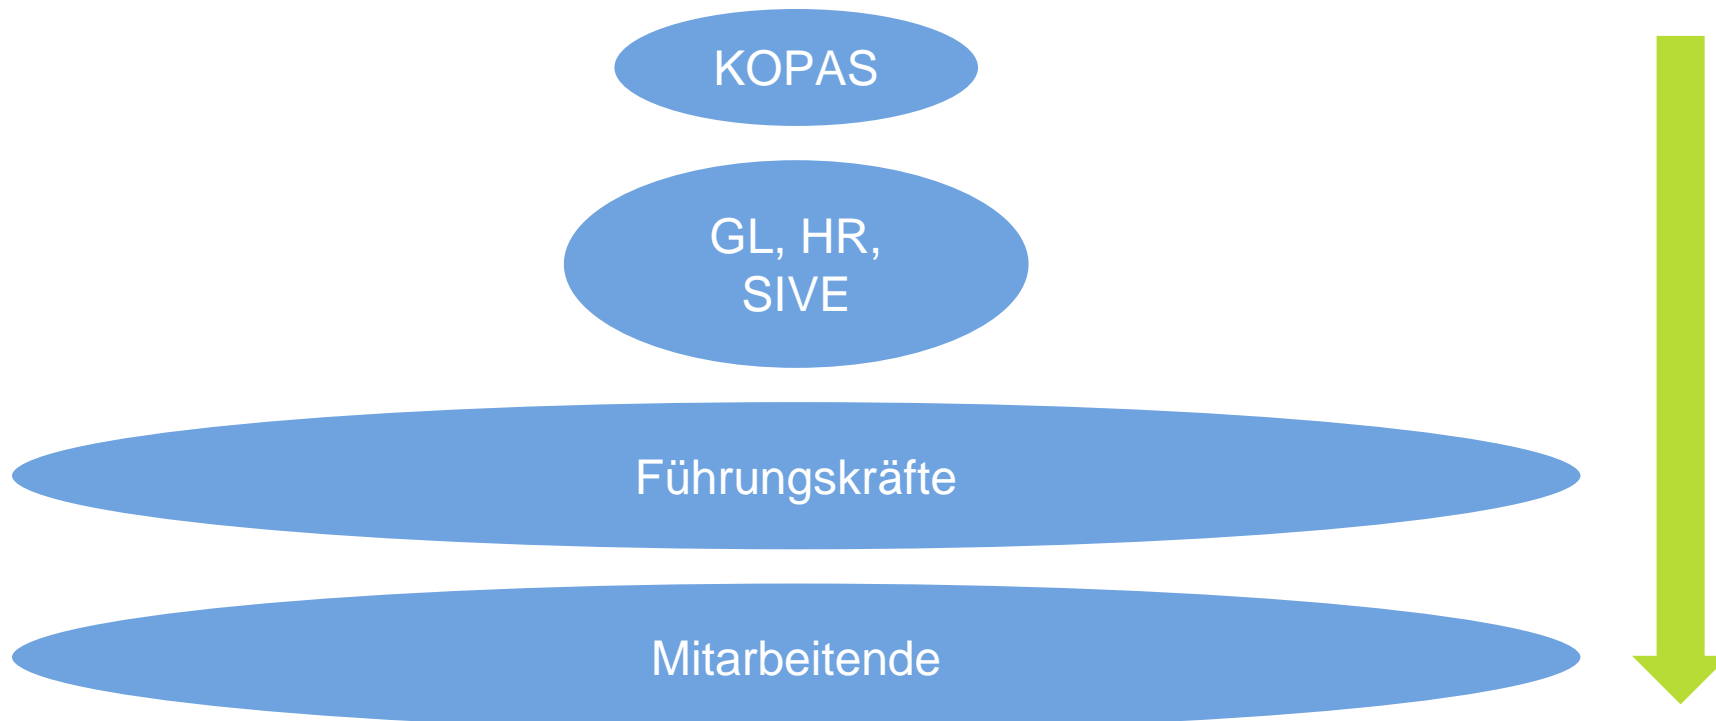 KOPAS
GL, HR,
SIVE
Führungskräfte
Mitarbeitende